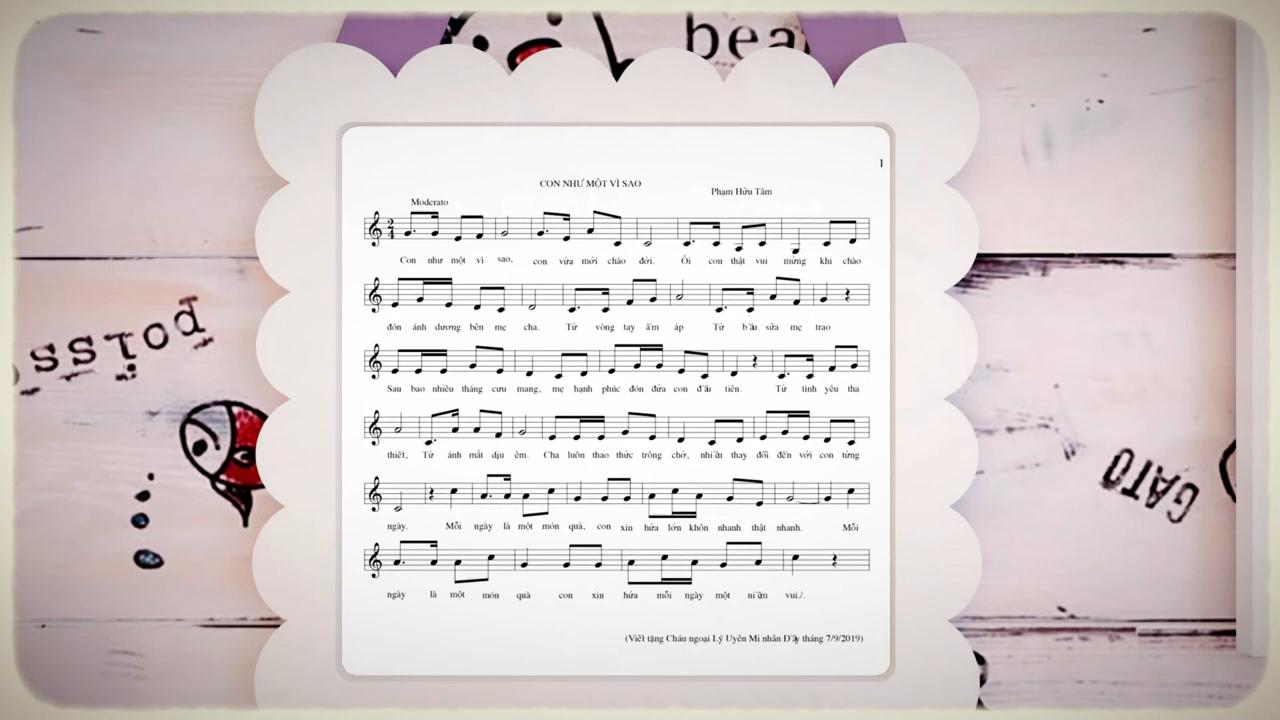 bea
1
CON NHƯ MỘT VÌ SAO
Phạm Hữu Tâm
Moderato
2
4
Con như một vì sao, con vừa mới chào đời. Ôi con thật vui mừng khi chào
đón ánh dương bên mẹ cha. Từ vòng tay ấm áp Từ bầu sữa mẹ trao
Sau bao nhiêu tháng cưu mang, mẹ hạnh phúc đón đứa con đầu tiên. Từ tình yêu tha
thiết, Từ ánh mắt dịu êm. Cha luôn thao thức trông chờ, nhiều thay đổi đến với con từng
ngày. Mỗi ngày là một món quà, con xin hứa lớn khôn nhanh thật nhanh. Mỗi
ngày là một món quà con xin hứa mỗi ngày một niềm vui./.
(Viết tặng Cháu ngoại Lý Uyên Mi nhân Đầy tháng 7/9/2019)
poisso
GATO